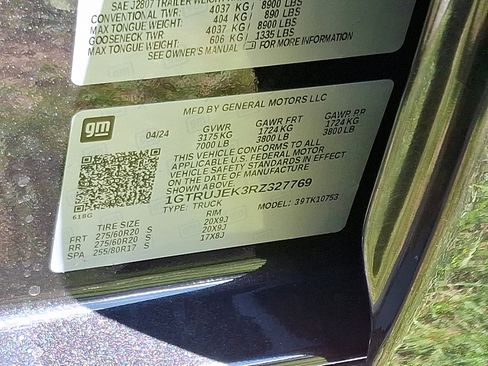 SAE J2807 TRAILER WEIGHT
CONVENTIONAL TWR: 4037 KG / 8900 LBS
MAX TONGUE WEIGHT: 404 KG / 890 LBS
GOOSENECK TWR 4037 KG / 8900 LBS
MAX TONGUE WEIGHT: 606 KG / 1335 LBS
SEE OWNER'S MANUAL FOR MORE INFORMATION
gm
MFD BY GENERAL MOTORS LLC
04/24 GVWR GAWR FRT GAWR RR
3175 KG 1724 KG 1724 KG
7000 LB 3800 LB 3800 LB
THIS VEHICLE CONFORMS TO ALL
APPLICABLE U.S. FEDERAL MOTOR
VEHICLE SAFETY STANDARDS IN EFFECT
ON THE DATE OF MANUFACTURE
SHOWN ABOVE.
1GTRUJEK3RZ327769
TYPE: TRUCK MODEL: 39TK10753
61BG
TIRE SIZE RIM
FRT 275/60R20 S 20X9J
RR 275/60R20 S 20X9J
SPA 255/80R17 S 17X8J